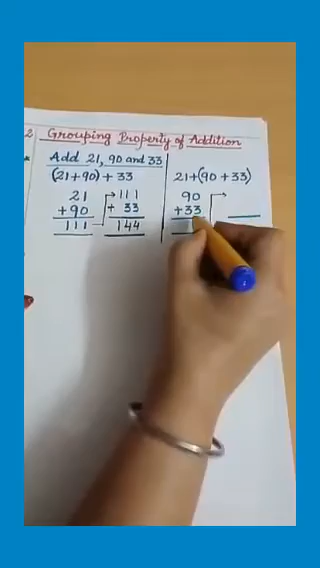 2
Grouping Property of Addition
Add 21, 90 and 33
(21+90) + 33
21
+90
111
111
+ 33
144
21+(90 + 33)
90
+33